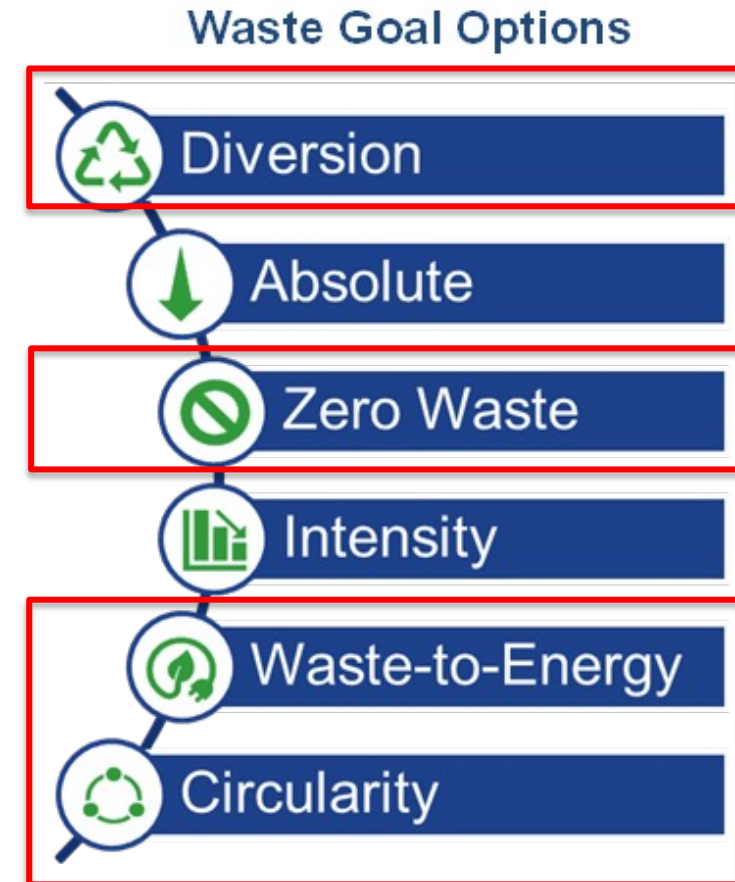 Waste Goal Options
Diversion
Absolute
Zero Waste
Intensity
Waste-to-Energy
Circularity